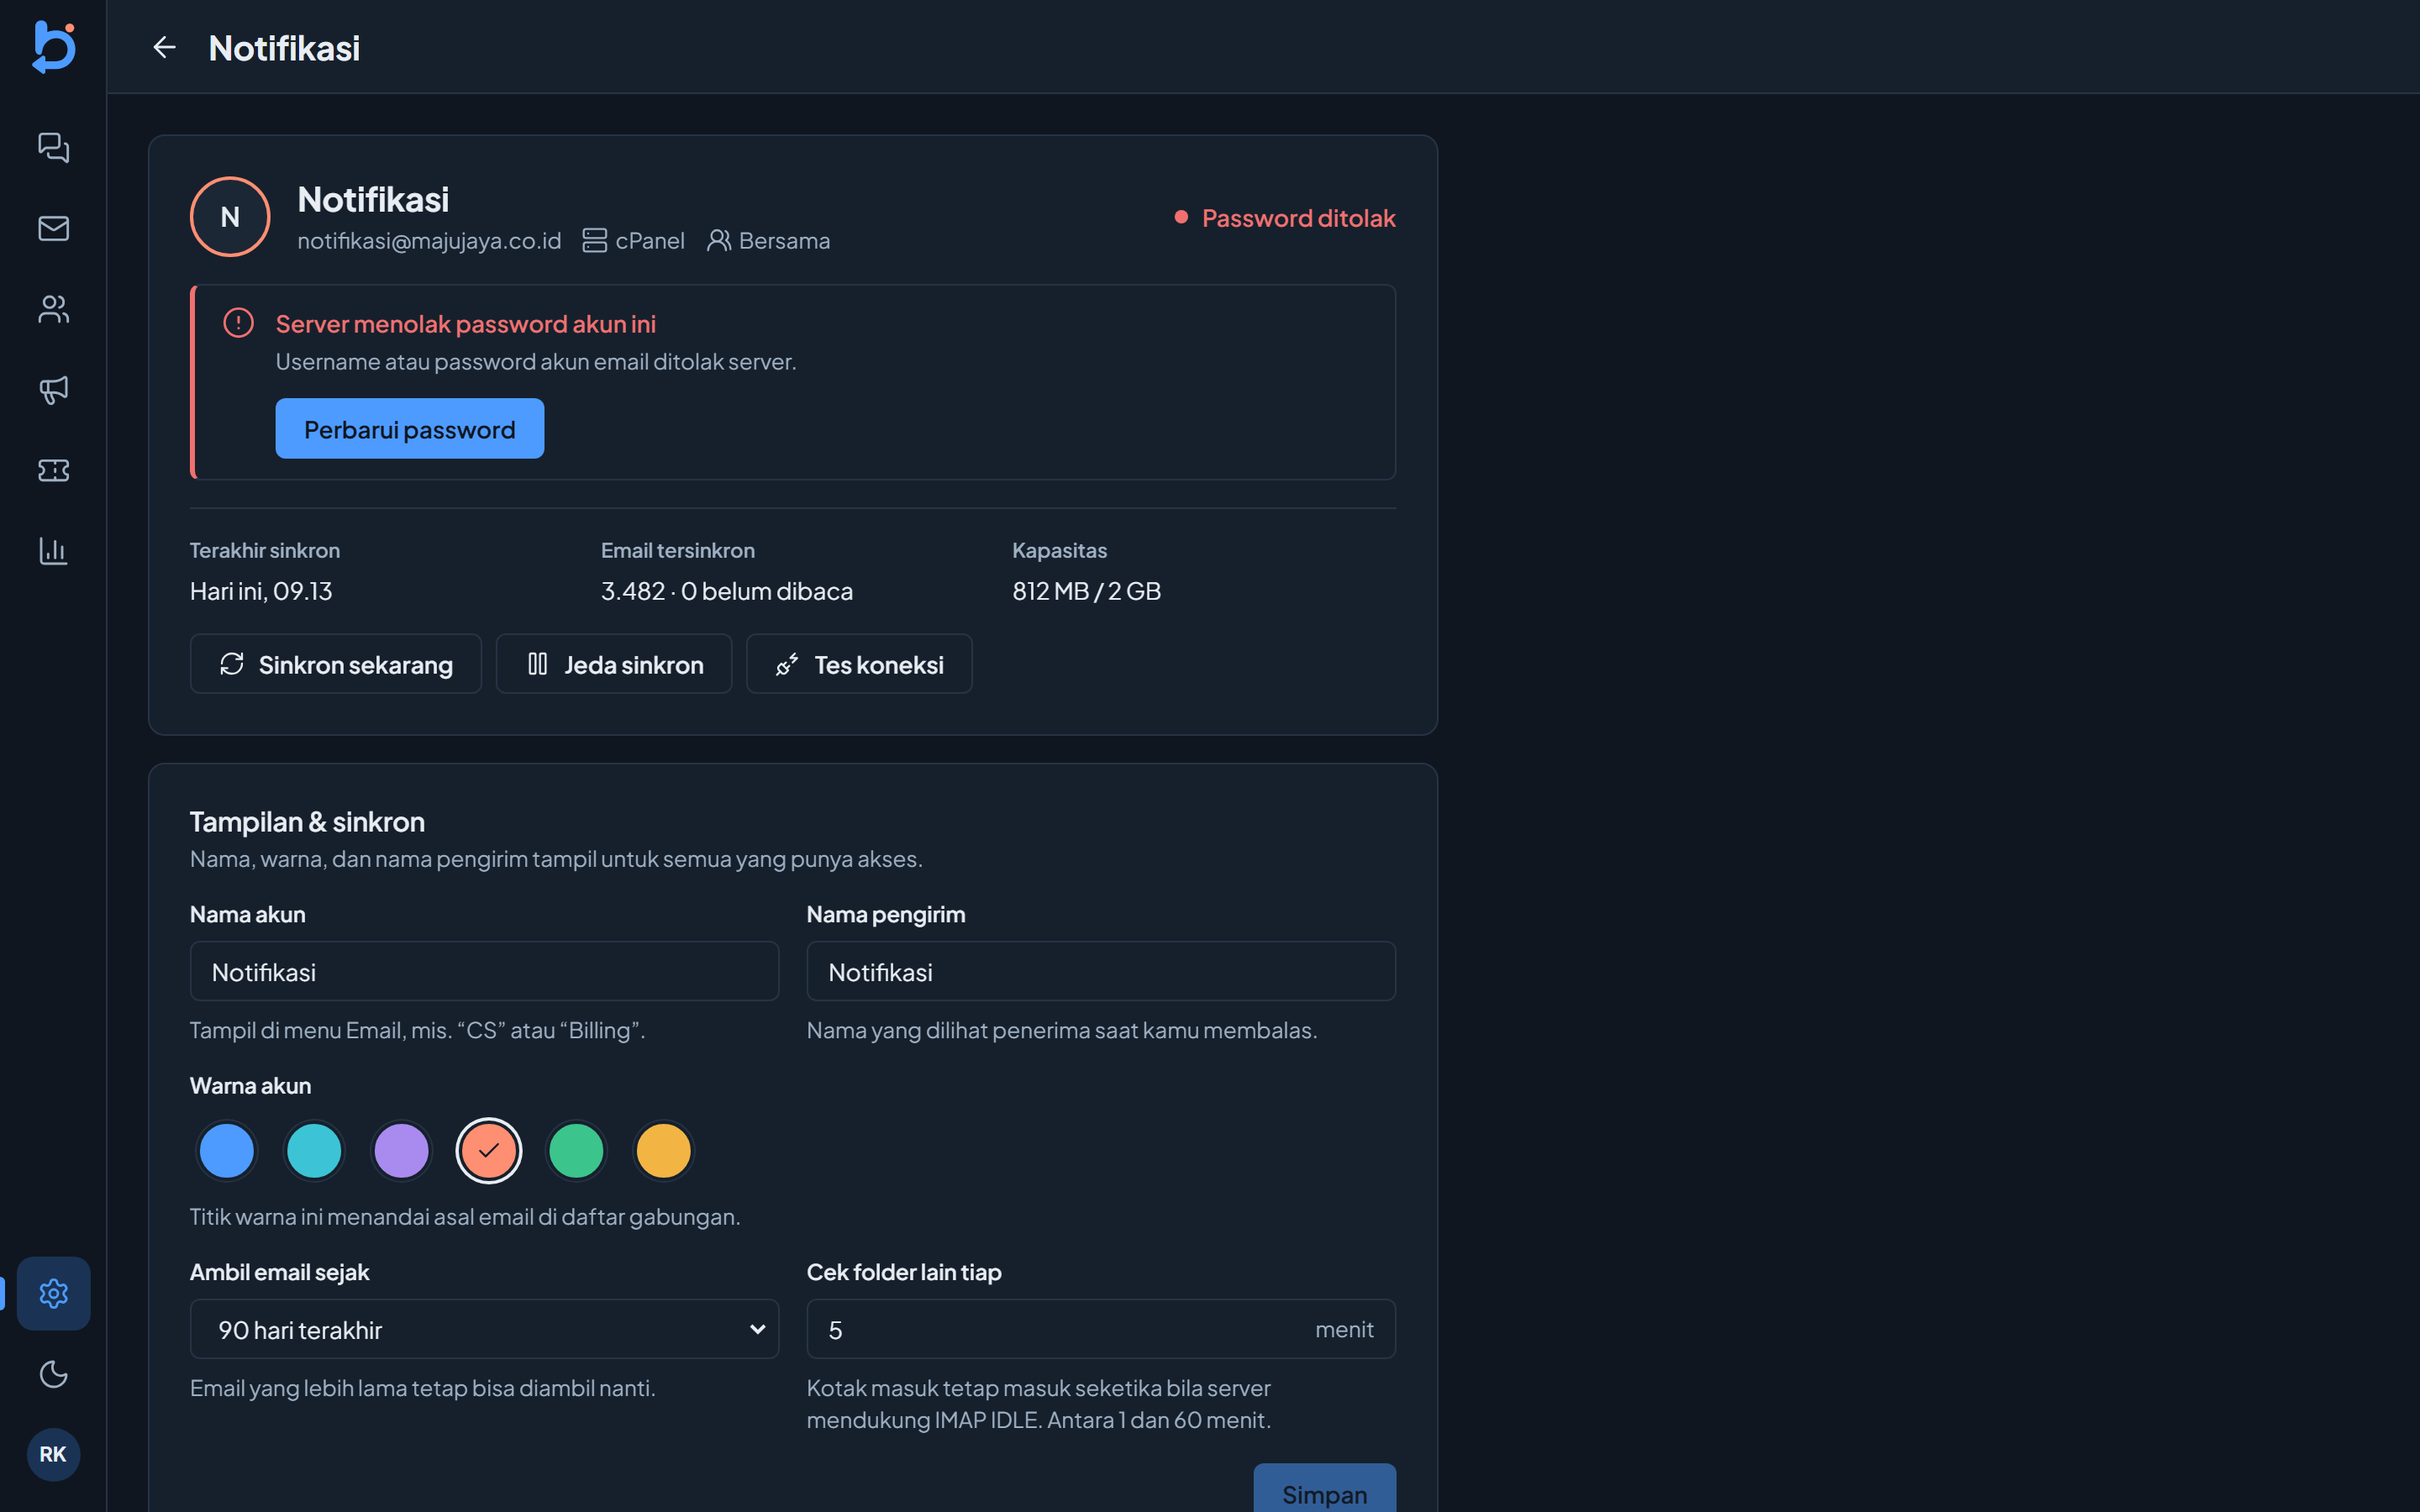 Notifikasi
N
Notifikasi
notifikasi@majujaya.co.id cPanel Bersama
Password ditolak
Server menolak password akun ini
Username atau password akun email ditolak server.
Perbarui password
Terakhir sinkron
Hari ini, 09.13
Email tersinkron
3.482 · 0 belum dibaca
Kapasitas
812 MB / 2 GB
Sinkron sekarang
Jeda sinkron
Tes koneksi
Tampilan & sinkron
Nama, warna, dan nama pengirim tampil untuk semua yang punya akses.
Nama akun
Notifikasi
Tampil di menu Email, mis. “CS” atau “Billing”.
Nama pengirim
Notifikasi
Nama yang dilihat penerima saat kamu membalas.
Warna akun
Titik warna ini menandai asal email di daftar gabungan.
Ambil email sejak
90 hari terakhir
Email yang lebih lama tetap bisa diambil nanti.
Cek folder lain tiap
5 menit
Kotak masuk tetap masuk seketika bila server
mendukung IMAP IDLE. Antara 1 dan 60 menit.
Simpan
RK